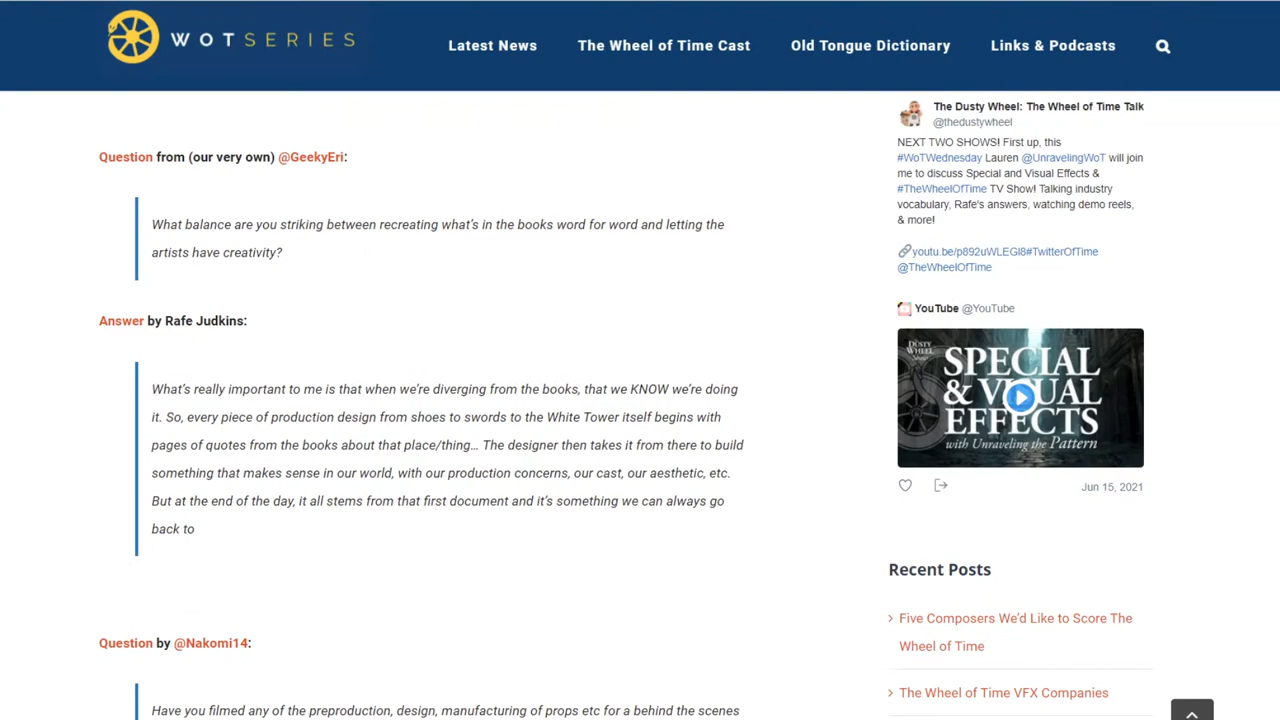 WOTSERIES
Latest News
The Wheel of Time Cast
Old Tongue Dictionary
Links & Podcasts
Question from (our very own) @GeekyEri:
What balance are you striking between recreating what's in the books word for word and letting the
artists have creativity?
Answer by Rafe Judkins:
What's really important to me is that when we're diverging from the books, that we KNOW we're doing
it. So, every piece of production design from shoes to swords to the White Tower itself begins with
pages of quotes from the books about that place/thing... The designer then takes it from there to build
something that makes sense in our world, with our production concerns, our cast, our aesthetic, etc.
But at the end of the day, it all stems from that first document and it's something we can always go
back to
Question by @Nakomi14:
Have you filmed any of the preproduction, design, manufacturing of props etc for a behind the scenes
The Dusty Wheel: The Wheel of Time Talk
@thedustywheel
NEXT TWO SHOWS! First up, this
#WoTWednesday Lauren @UnravelingWoT will join
me to discuss Special and Visual Effects &
#TheWheelOfTime TV Show! Talking industry
vocabulary, Rafe's answers, watching demo reels,
& more!
youtu.be/p892uWLEGl8#TwitterOfTime
@TheWheelOfTime
YouTube @YouTube
DUSTY
WHEEL
SPECIAL
& VISUAL
EFFECTS
with Unraveling the Pattern
Jun 15, 2021
Recent Posts
Five Composers We'd Like to Score The
Wheel of Time
The Wheel of Time VFX Companies